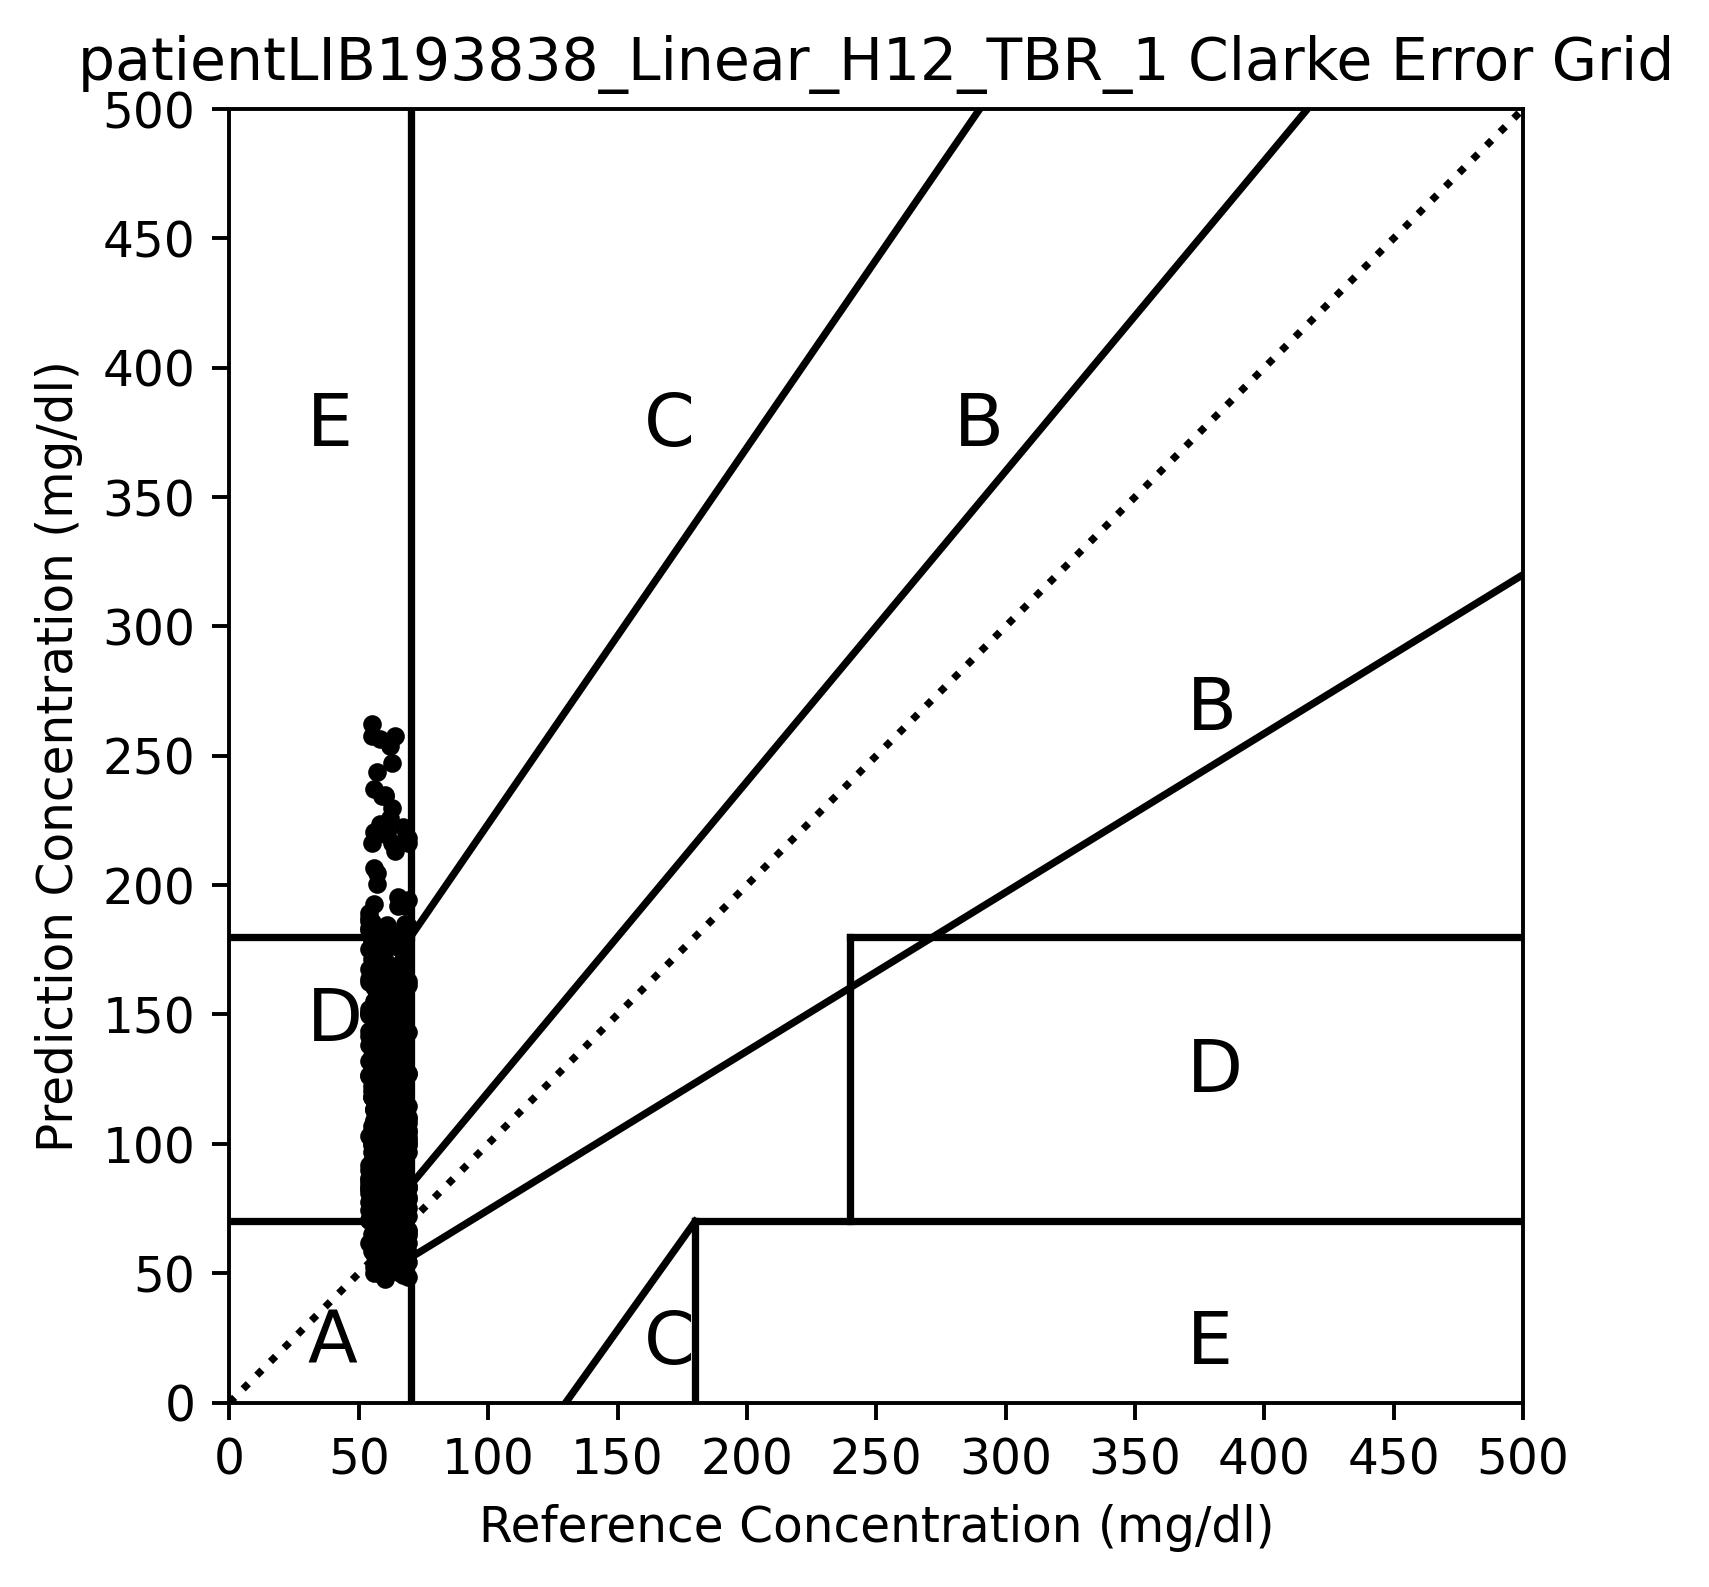 patientLIB193838_Linear_H12_TBR_1 Clarke Error Grid
500
450
400
350
300
250
200
150
100
50
0
Prediction Concentration (mg/dl)
E
C
B
B
D
D
A
C
E
0 50 100 150 200 250 300 350 400 450 500
Reference Concentration (mg/dl)